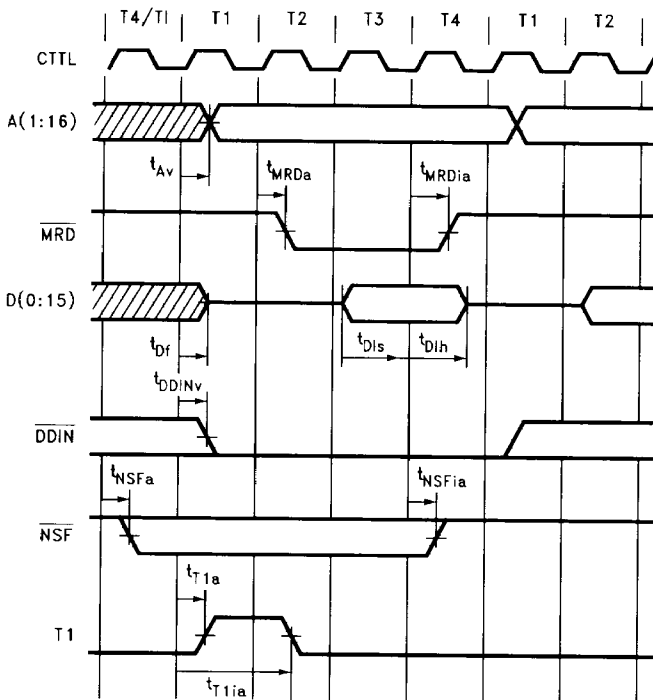 T4/TI T1 T2 T3 T4 T1 T2
CTTL
A(1:16)
tAv tMRDa tMRDia
MRD
D(0:15)
tDf tDIs tDIh
tDDINv
DDIN
tNSFa tNSFia
NSF
tT1a
T1
tT1ia